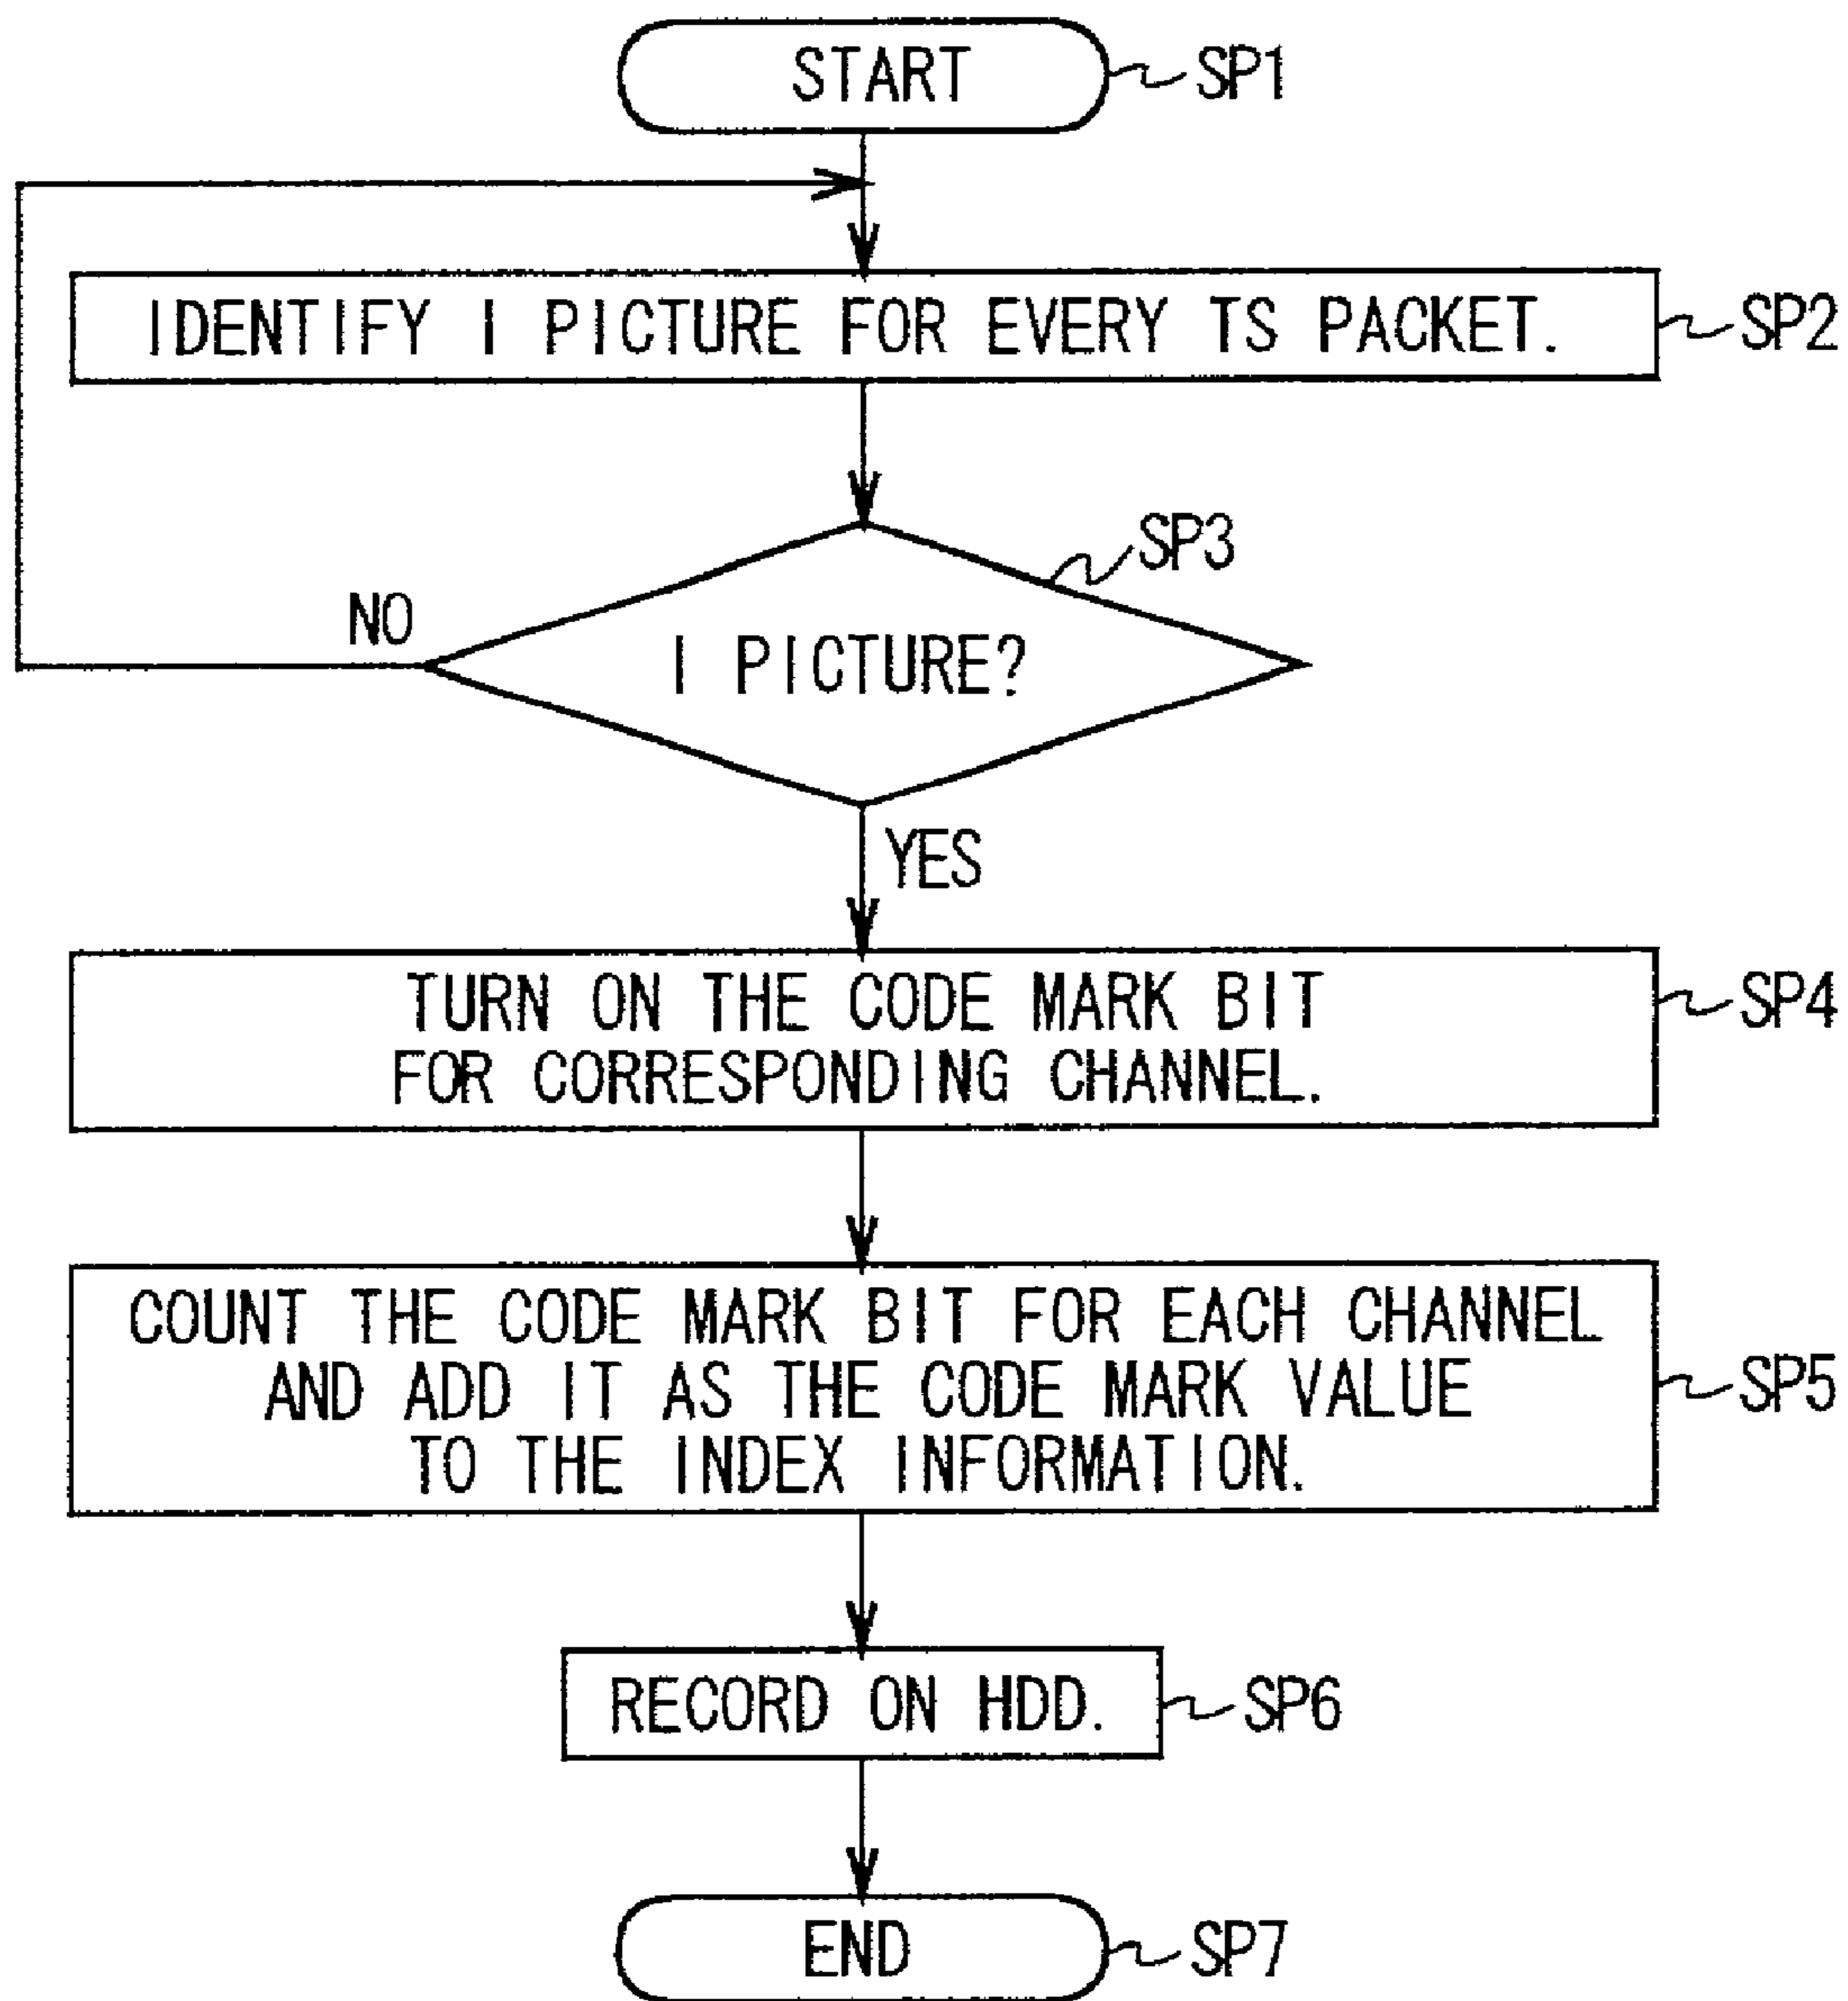 START
SP1
IDENTIFY I PICTURE FOR EVERY TS PACKET.
SP2
SP3
NO
I PICTURE?
YES
TURN ON THE CODE MARK BIT
FOR CORRESPONDING CHANNEL.
SP4
COUNT THE CODE MARK BIT FOR EACH CHANNEL
AND ADD IT AS THE CODE MARK VALUE
TO THE INDEX INFORMATION.
SP5
RECORD ON HDD.
SP6
END
SP7